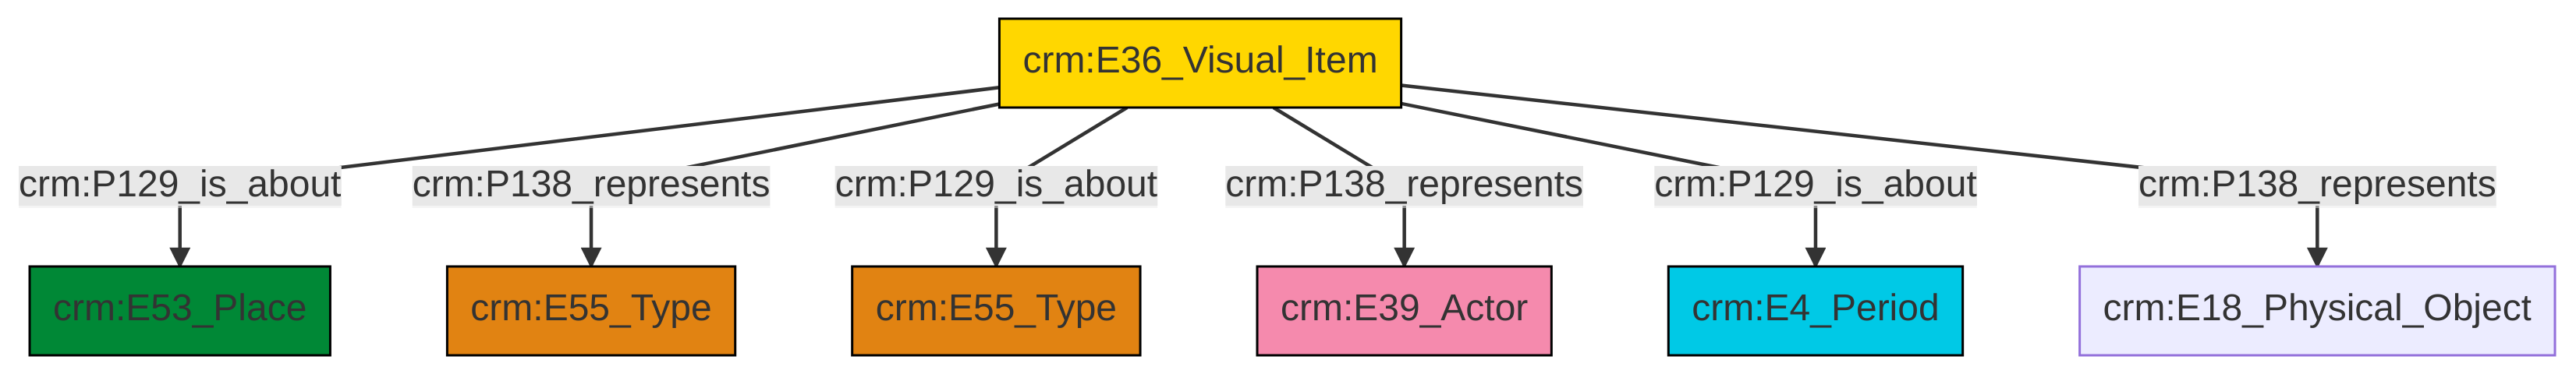 crm:E36_Visual_Item
crm:P129_is_about
crm:P138_represents
crm:P129_is_about
crm:P138_represents
crm:P129_is_about
crm:P138_represents
crm:E53_Place
crm:E55_Type
crm:E55_Type
crm:E39_Actor
crm:E4_Period
crm:E18_Physical_Object